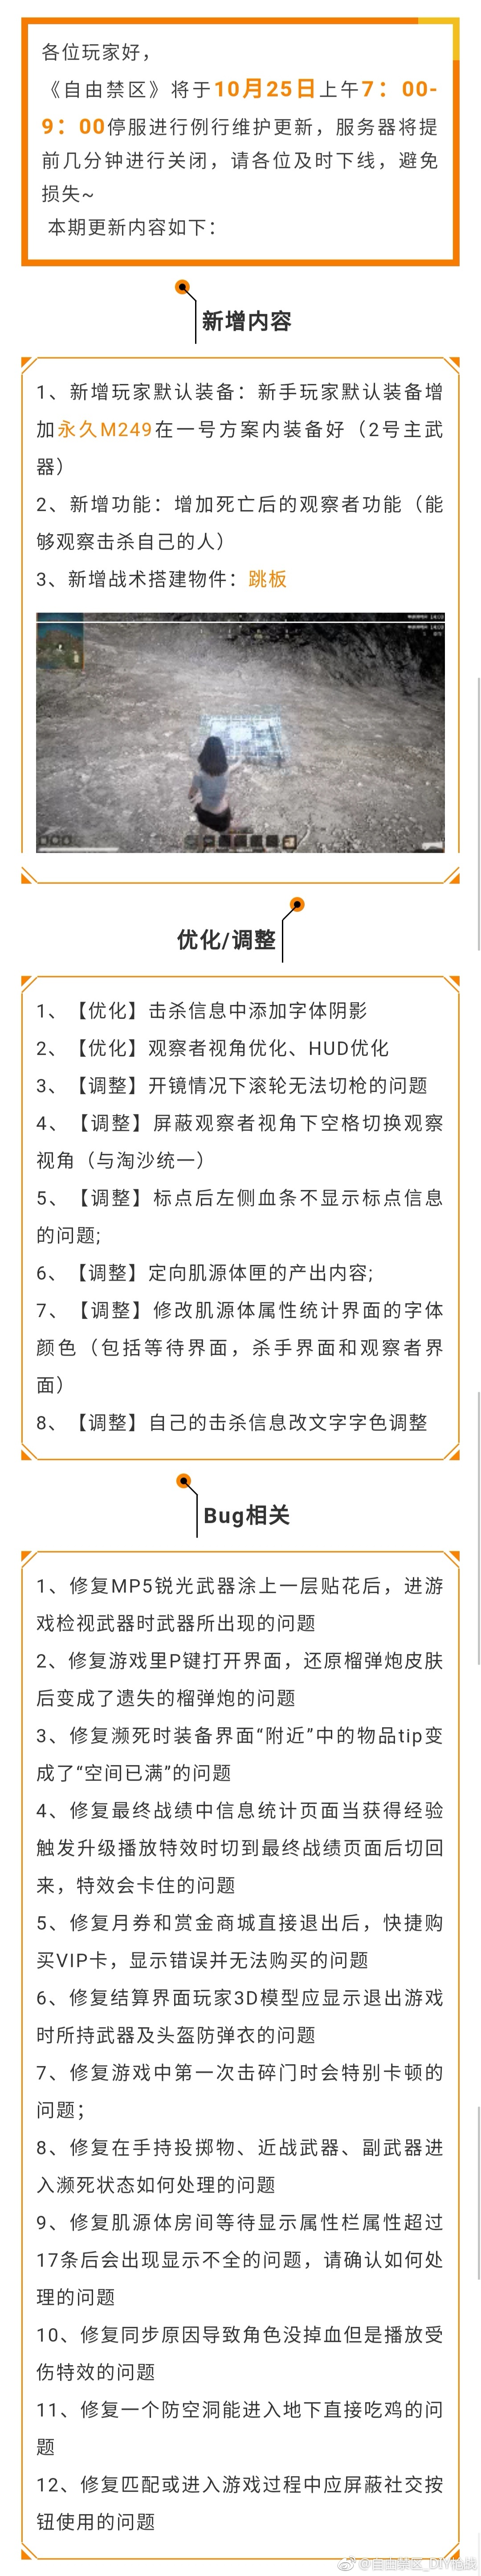 各位玩家好，
《自由禁区》将于10月25日上午7：00-
9：00停服进行例行维护更新，服务器将提
前几分钟进行关闭，请各位及时下线，避免
损失~
本期更新内容如下：
新增内容
1、新增玩家默认装备：新手玩家默认装备增
加永久M249在一号方案内装备好（2号主武
器）
2、新增功能：增加死亡后的观察者功能（能
够观察击杀自己的人）
3、新增战术搭建物件：跳板
优化/调整
1、【优化】击杀信息中添加字体阴影
2、【优化】观察者视角优化、HUD优化
3、【调整】开镜情况下滚轮无法切枪的问题
4、【调整】屏蔽观察者视角下空格切换观察
视角（与淘沙统一）
5、【调整】标点后左侧血条不显示标点信息
的问题;
6、【调整】定向肌源体匣的产出内容;
7、【调整】修改肌源体属性统计界面的字体
颜色（包括等待界面，杀手界面和观察者界
面）
8、【调整】自己的击杀信息改文字字色调整
Bug相关
1、修复MP5锐光武器涂上一层贴花后，进游
戏检视武器时武器所出现的问题
2、修复游戏里P键打开界面，还原榴弹炮皮肤
后变成了遗失的榴弹炮的问题
3、修复濒死时装备界面“附近”中的物品tip变
成了“空间已满”的问题
4、修复最终战绩中信息统计页面当获得经验
触发升级播放特效时切到最终战绩页面后切回
来，特效会卡住的问题
5、修复月券和赏金商城直接退出后，快捷购
买VIP卡，显示错误并无法购买的问题
6、修复结算界面玩家3D模型应显示退出游戏
时所持武器及头盔防弹衣的问题
7、修复游戏中第一次击碎门时会特别卡顿的
问题；
8、修复在手持投掷物、近战武器、副武器进
入濒死状态如何处理的问题
9、修复肌源体房间等待显示属性栏属性超过
17条后会出现显示不全的问题，请确认如何处
理的问题
10、修复同步原因导致角色没掉血但是播放受
伤特效的问题
11、修复一个防空洞能进入地下直接吃鸡的问
题
12、修复匹配或进入游戏过程中应屏蔽社交按
钮使用的问题
@自由禁区_DIY枪战